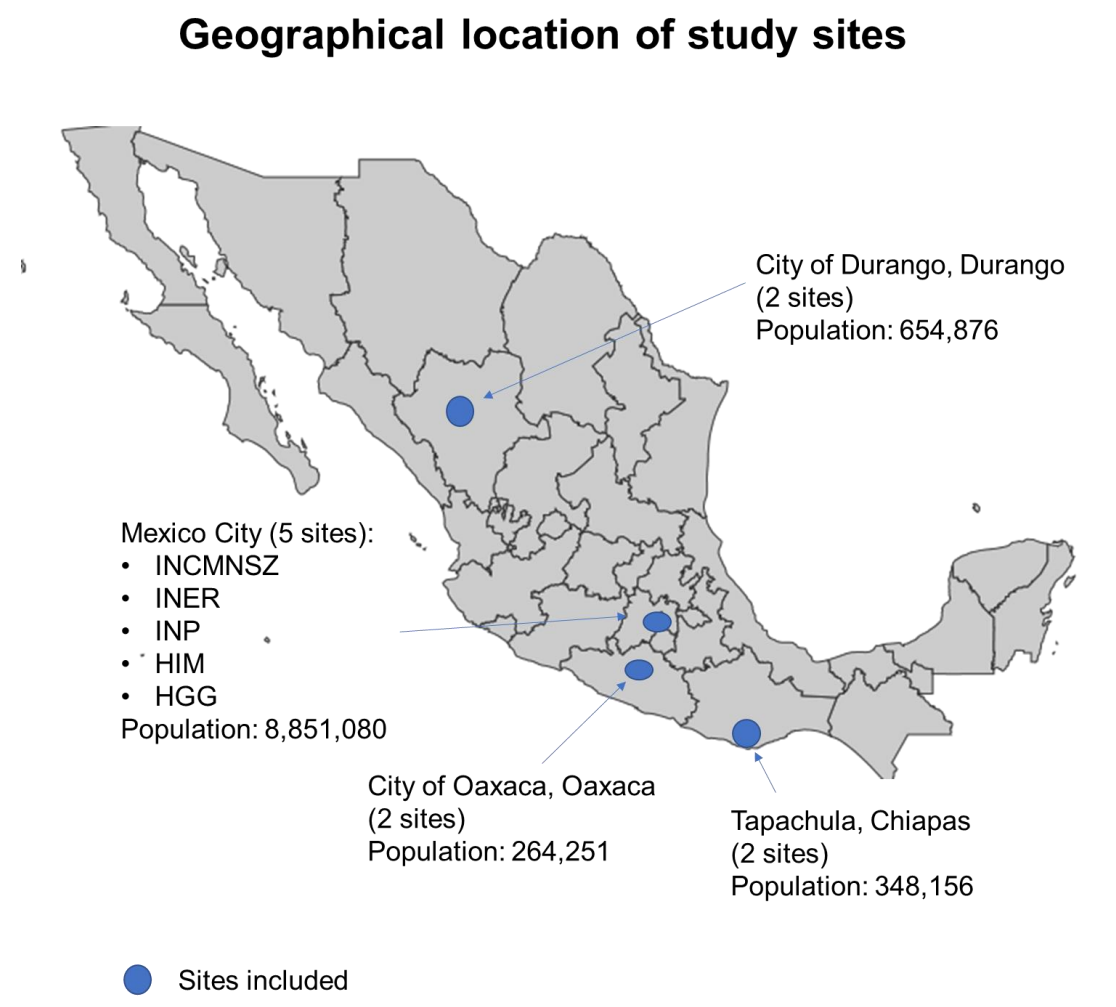 Geographical location of study sites
City of Durango, Durango
(2 sites)
Population: 654,876
Mexico City (5 sites):
• INCMNSZ
• INER
• INP
• HIM
• HGG
Population: 8,851,080
City of Oaxaca, Oaxaca
(2 sites)
Population: 264,251
Tapachula, Chiapas
(2 sites)
Population: 348,156
Sites included